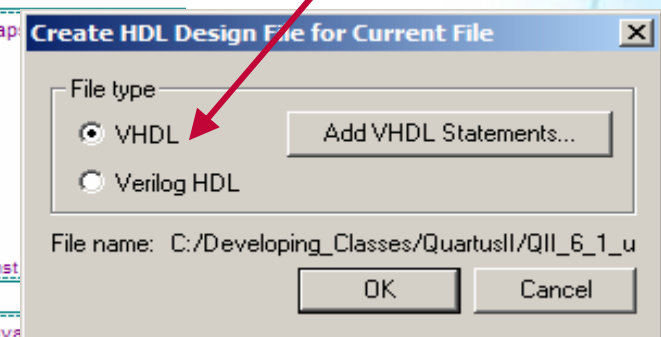 Create HDL Design File for Current File
File type
VHDL
Add VHDL Statements...
Verilog HDL
File name: C:/Developing_Classes/QuartusII/QII_6_1_u
OK
Cancel